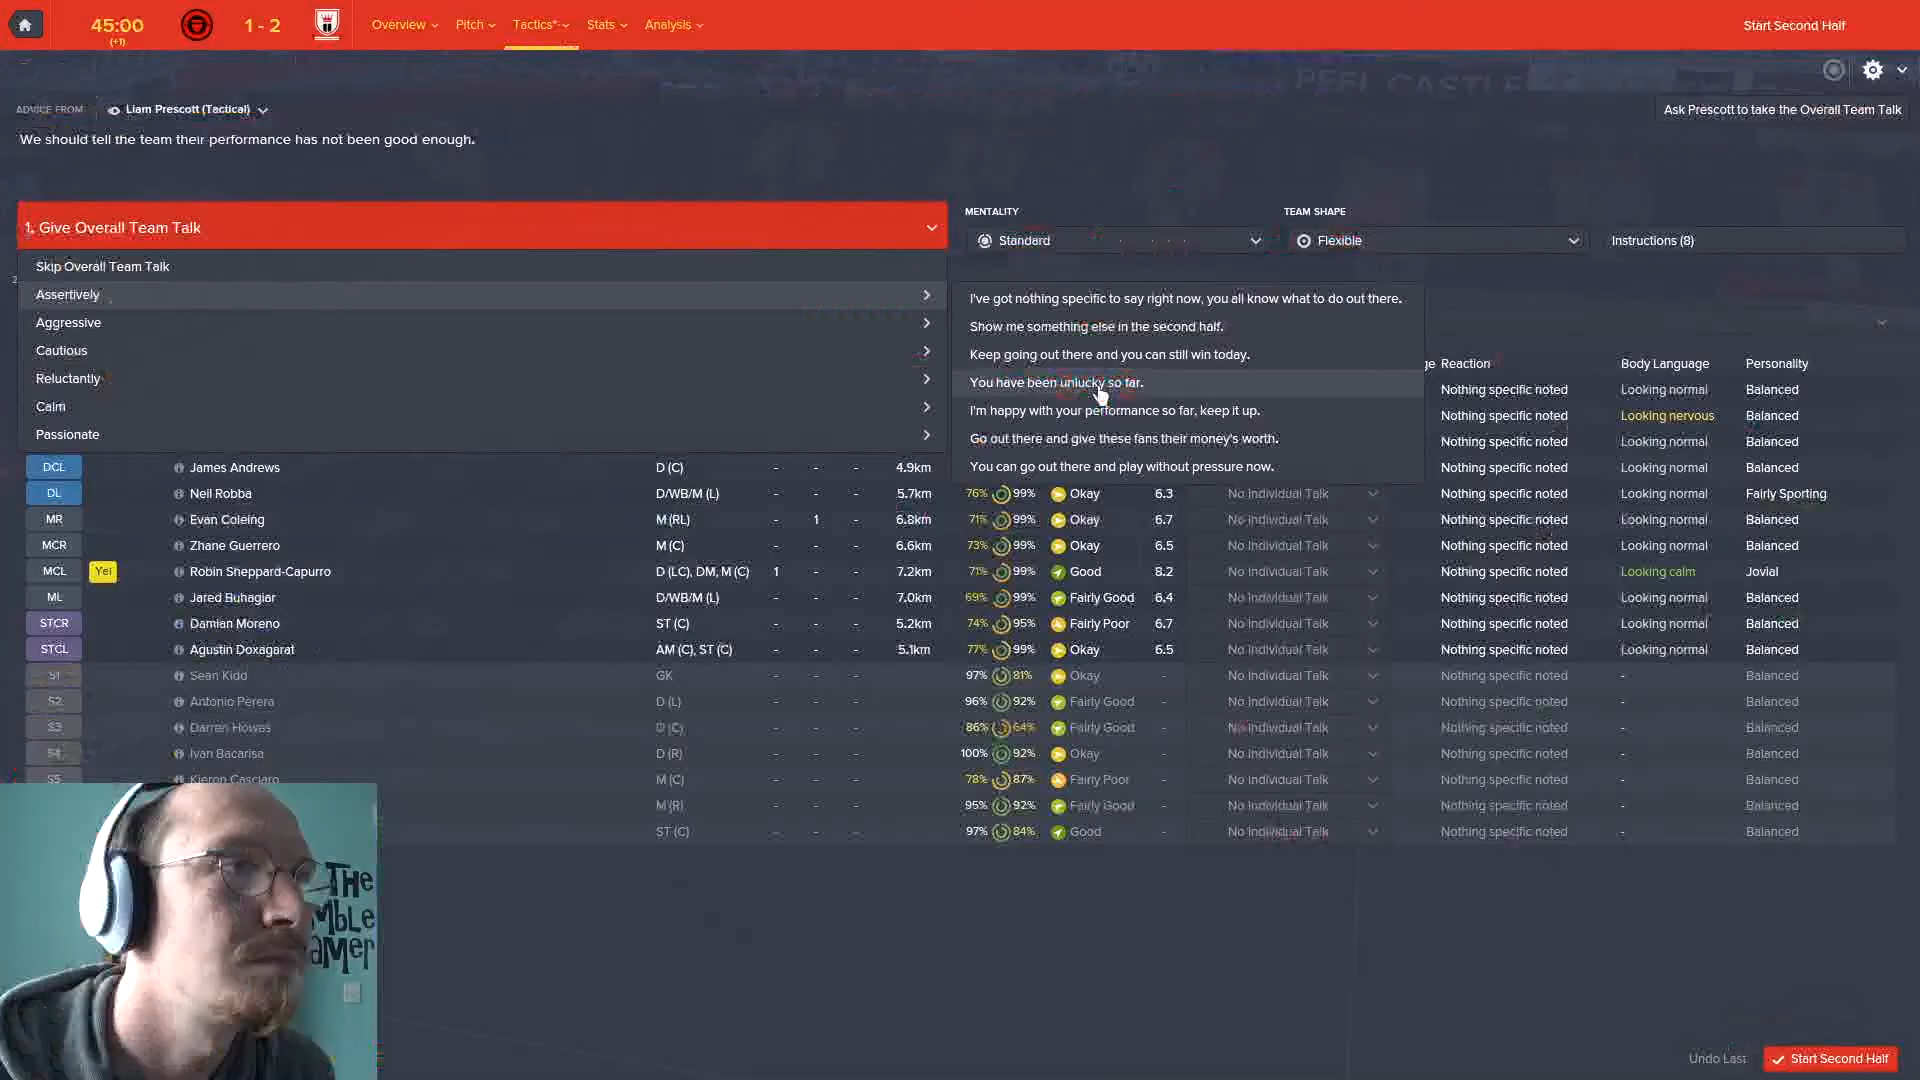 45:00
(+1)
1 - 2
Overview
Pitch
Tactics*
Stats
Analysis
Start Second Half
PEEL CASTLE
ADVICE FROM
Liam Prescott (Tactical)
Ask Prescott to take the Overall Team Talk
We should tell the team their performance has not been good enough.
1. Give Overall Team Talk
MENTALITY
Standard
TEAM SHAPE
Flexible
Instructions (8)
Skip Overall Team Talk
Assertively
Aggressive
Cautious
Reluctantly
Calm
Passionate
I've got nothing specific to say right now, you all know what to do out there.
Show me something else in the second half.
Keep going out there and you can still win today.
You have been unlucky so far.
I'm happy with your performance so far, keep it up.
Go out there and give these fans their money's worth.
You can go out there and play without pressure now.
Reaction Body Language Personality
Nothing specific noted Looking normal Balanced
Nothing specific noted Looking nervous Balanced
Nothing specific noted Looking normal Balanced
DCL James Andrews D (C) - - - 4.9km Nothing specific noted Looking normal Balanced
DL Neil Robba D/WB/M (L) - - - 5.7km 76% 99% Okay 6.3 No Individual Talk Nothing specific noted Looking normal Fairly Sporting
MR Evan Coleing M (RL) - 1 - 6.8km 71% 99% Okay 6.7 No Individual Talk Nothing specific noted Looking normal Balanced
MCR Zhane Guerrero M (C) - - - 6.6km 73% 99% Okay 6.5 No Individual Talk Nothing specific noted Looking normal Balanced
MCL Yel Robin Sheppard-Capurro D (LC), DM, M (C) 1 - - 7.2km 71% 99% Good 8.2 No Individual Talk Nothing specific noted Looking calm Jovial
ML Jared Buhagiar D/WB/M (L) - - - 7.0km 69% 99% Fairly Good 6.4 No Individual Talk Nothing specific noted Looking normal Balanced
STCR Damian Moreno ST (C) - - - 5.2km 74% 95% Fairly Poor 6.7 No Individual Talk Nothing specific noted Looking normal Balanced
STCL Agustin Doxagarat AM (C), ST (C) - - - 5.1km 77% 99% Okay 6.5 No Individual Talk Nothing specific noted Looking normal Balanced
S1 Sean Kidd GK - - - 97% 81% Okay - No Individual Talk Nothing specific noted - Balanced
S2 Antonio Perera D (L) - - - 96% 92% Fairly Good - No Individual Talk Nothing specific noted - Balanced
S3 Darren Howes D (C) - - - 86% 64% Fairly Good - No Individual Talk Nothing specific noted - Balanced
S4 Ivan Bacarisa D (R) - - - 100% 92% Okay - No Individual Talk Nothing specific noted - Balanced
S5 Kieron Casciaro M (C) - - - 78% 87% Fairly Poor - No Individual Talk Nothing specific noted - Balanced
M (R) - - - 95% 92% Fairly Good - No Individual Talk Nothing specific noted - Balanced
ST (C) - - - 97% 84% Good - No Individual Talk Nothing specific noted - Balanced
THE
Undo Last
Start Second Half